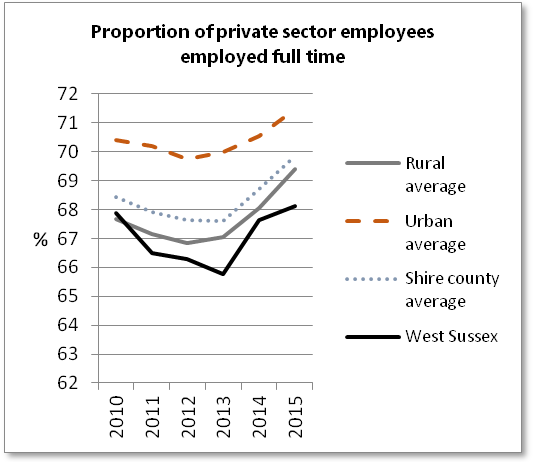 Proportion of private sector employees
employed full time
72
71
70
69
68
67
66
65
64
63
62
%
2010
2011
2012
2013
2014
2015
Rural
average
Urban
average
Shire county
average
West Sussex